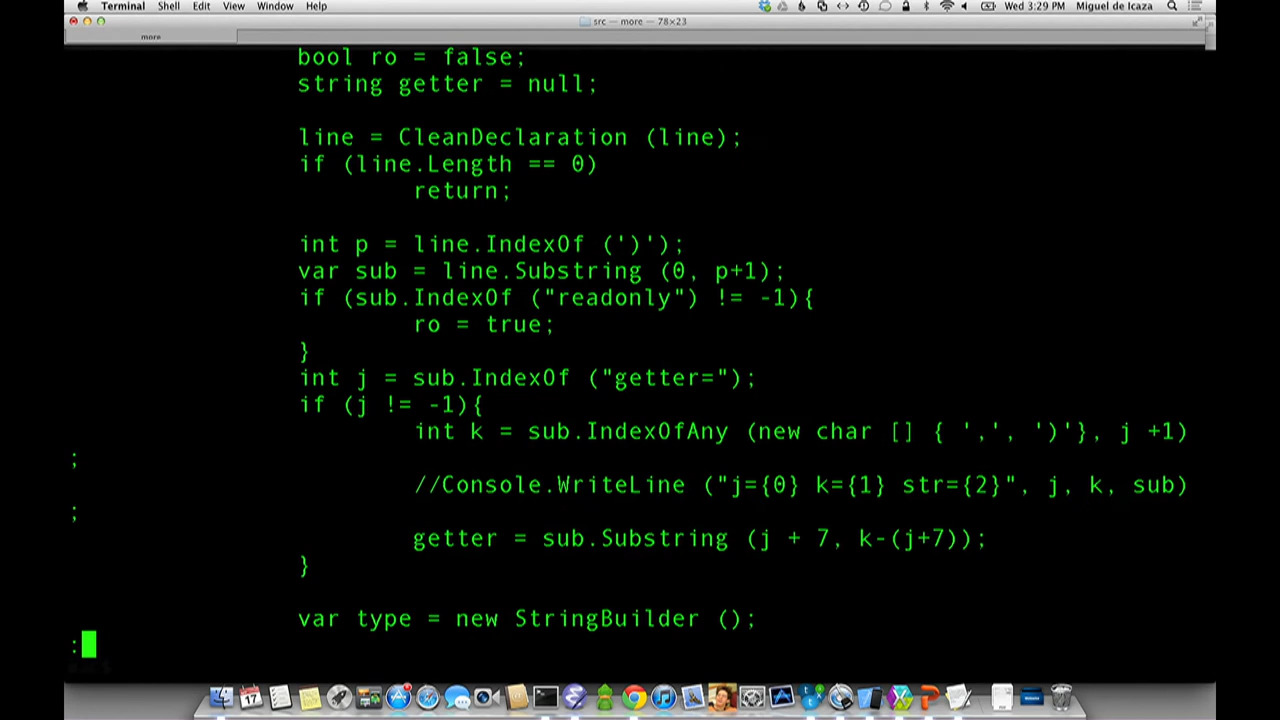 Terminal Shell Edit View Window Help Wed 3:29 PM Miguel de Icaza
src — more — 78×23
more
bool ro = false;
string getter = null;
line = CleanDeclaration (line);
if (line.Length == 0)
return;
int p = line.IndexOf (')');
var sub = line.Substring (0, p+1);
if (sub.IndexOf ("readonly") != -1){
ro = true;
}
int j = sub.IndexOf ("getter=");
if (j != -1){
int k = sub.IndexOfAny (new char [] { ',', ')'}, j +1)
;
//Console.WriteLine ("j={0} k={1} str={2}", j, k, sub)
;
getter = sub.Substring (j + 7, k-(j+7));
}
var type = new StringBuilder ();
:
17